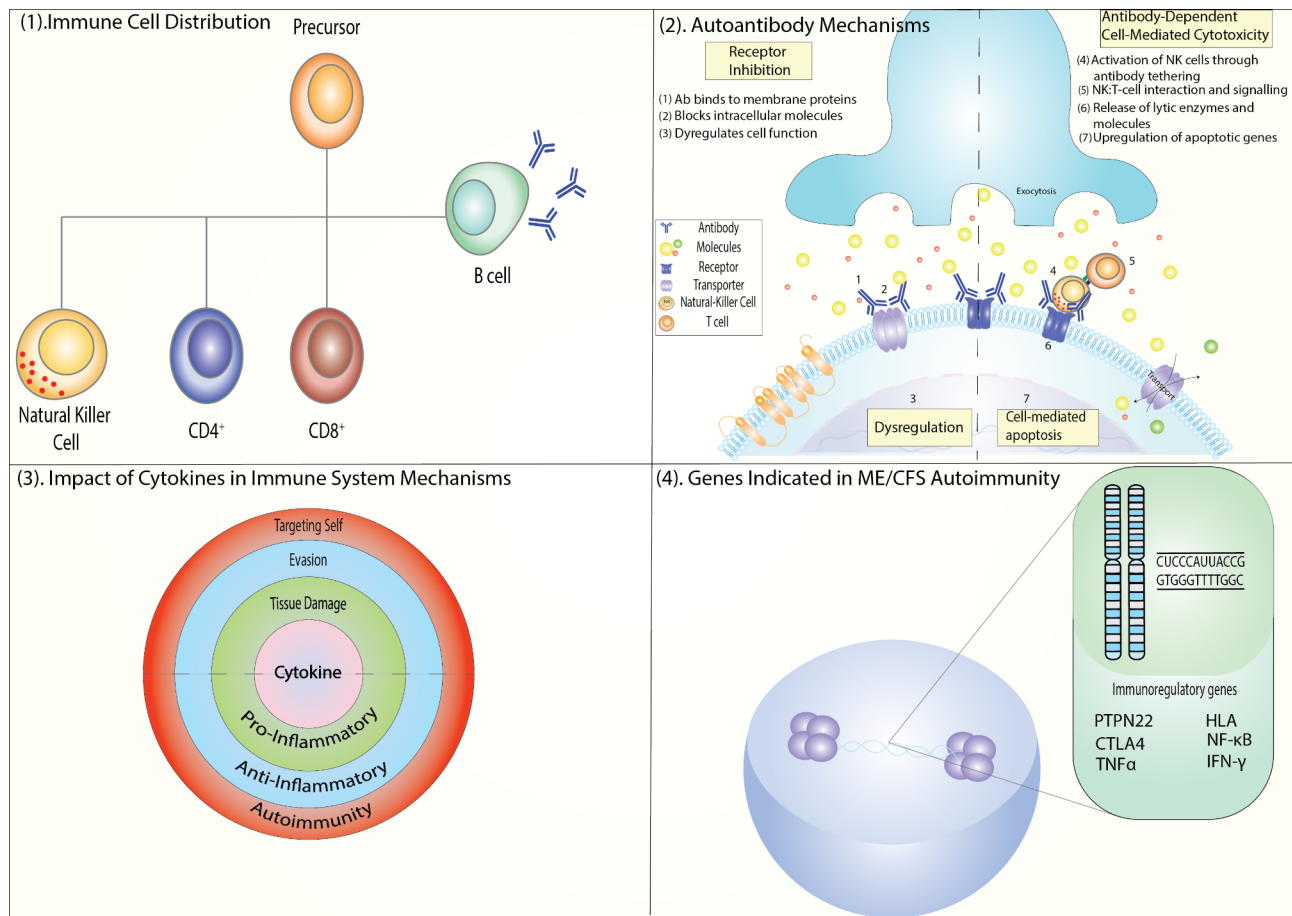 (1).Immune Cell Distribution
Precursor
B cell
Natural Killer
Cell
CD4⁺
CD8⁺
(2). Autoantibody Mechanisms
Receptor
Inhibition
(1) Ab binds to membrane proteins
(2) Blocks intracellular molecules
(3) Dysregulates cell function
Antibody-Dependent
Cell-Mediated Cytotoxicity
(4) Activation of NK cells through
antibody tethering
(5) NK:T-cell interaction and signalling
(6) Release of lytic enzymes and
molecules
(7) Upregulation of apoptotic genes
Exocytosis
Antibody
Molecules
Receptor
Transporter
NK
Natural-Killer Cell
T cell
1
2
4
5
6
Transport
3
7
Dysregulation
Cell-mediated
apoptosis
(3). Impact of Cytokines in Immune System Mechanisms
Targeting Self
Evasion
Tissue Damage
Cytokine
Pro-Inflammatory
Anti-Inflammatory
Autoimmunity
(4). Genes Indicated in ME/CFS Autoimmunity
CUCCCAUUACCG
GTGGGTTTTGGC
Immunoregulatory genes
PTPN22 HLA
CTLA4 NF-κB
TNFα IFN-γ